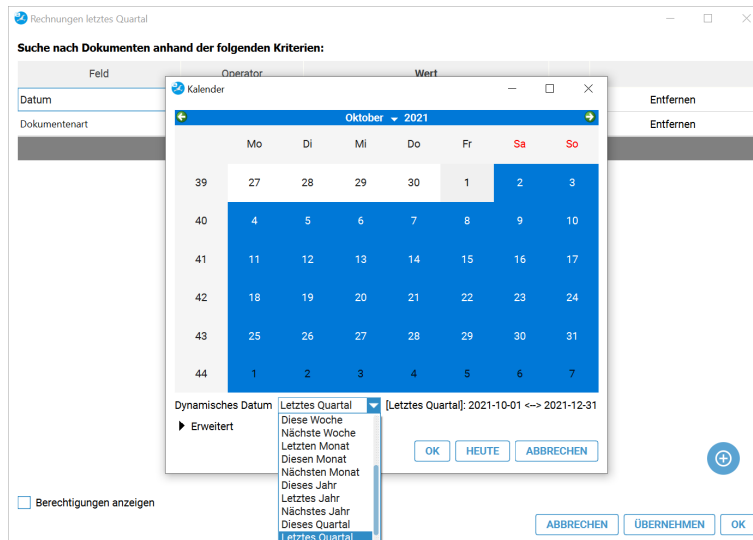 Rechnungen letztes Quartal
Suche nach Dokumenten anhand der folgenden Kriterien:
Feld Operator Wert
Datum Entfernen
Dokumentenart Entfernen
Kalender
Oktober 2021
Mo Di Mi Do Fr Sa So
39 27 28 29 30 1 2 3
40 4 5 6 7 8 9 10
41 11 12 13 14 15 16 17
42 18 19 20 21 22 23 24
43 25 26 27 28 29 30 31
44 1 2 3 4 5 6 7
Dynamisches Datum Letztes Quartal [Letztes Quartal]: 2021-10-01 <--> 2021-12-31
Erweitert
Diese Woche
Nächste Woche
Letzten Monat
Diesen Monat
Nächsten Monat
Dieses Jahr
Letztes Jahr
Nächstes Jahr
Dieses Quartal
Letztes Quartal
OK HEUTE ABBRECHEN
Berechtigungen anzeigen
ABBRECHEN ÜBERNEHMEN OK